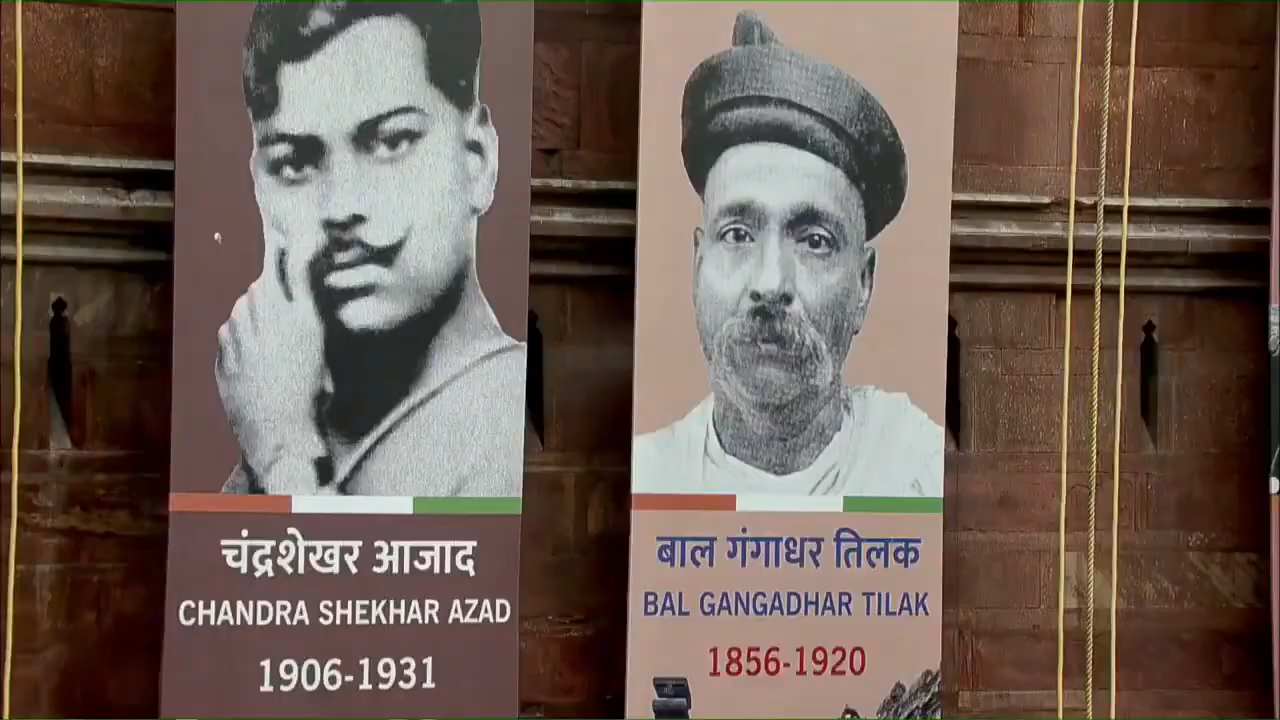 चंद्रशेखर आजाद
CHANDRA SHEKHAR AZAD
1906-1931
बाल गंगाधर तिलक
BAL GANGADHAR TILAK
1856-1920